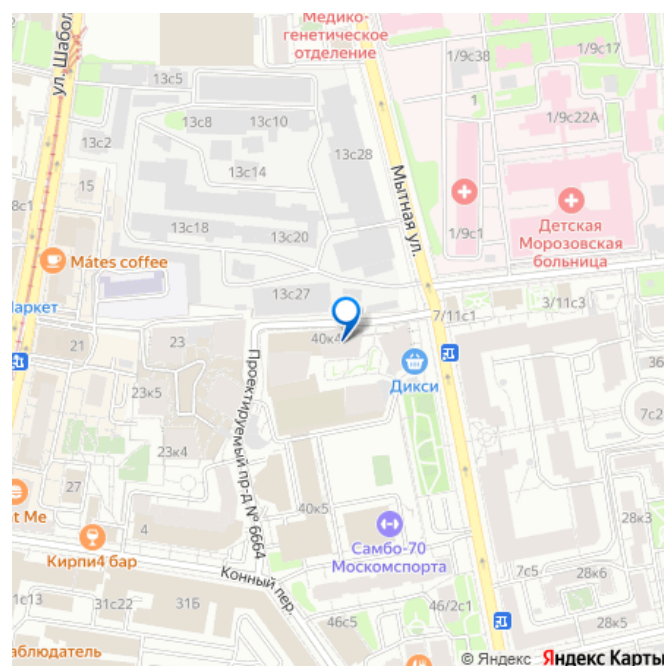 Медико-
генетическое
отделение
1/9с38
1/9с17
ул. Шабол
13с5
1
13с8
13с10
1/9с22А
13с2
13с28
13с14
15
Мытная ул.
8с1
13с18
13с20
1/9с1
Детская
Морозовская
больница
Mátes coffee
13с27
3/11с3
Маркет
7/11с1
40к4
21
23
Дикси
Проектируемый пр-д № 6664
23к5
7с2
23к4
27
40к5
28к3
nt Me
4
Самбо-70
Москомспорта
Кирпи4 бар
7с5
28к6
Конный пер.
1с13
31с22
31Б
46с5
46/2с1
28к5
аблюдатель
© Яндекс Яндекс Карты